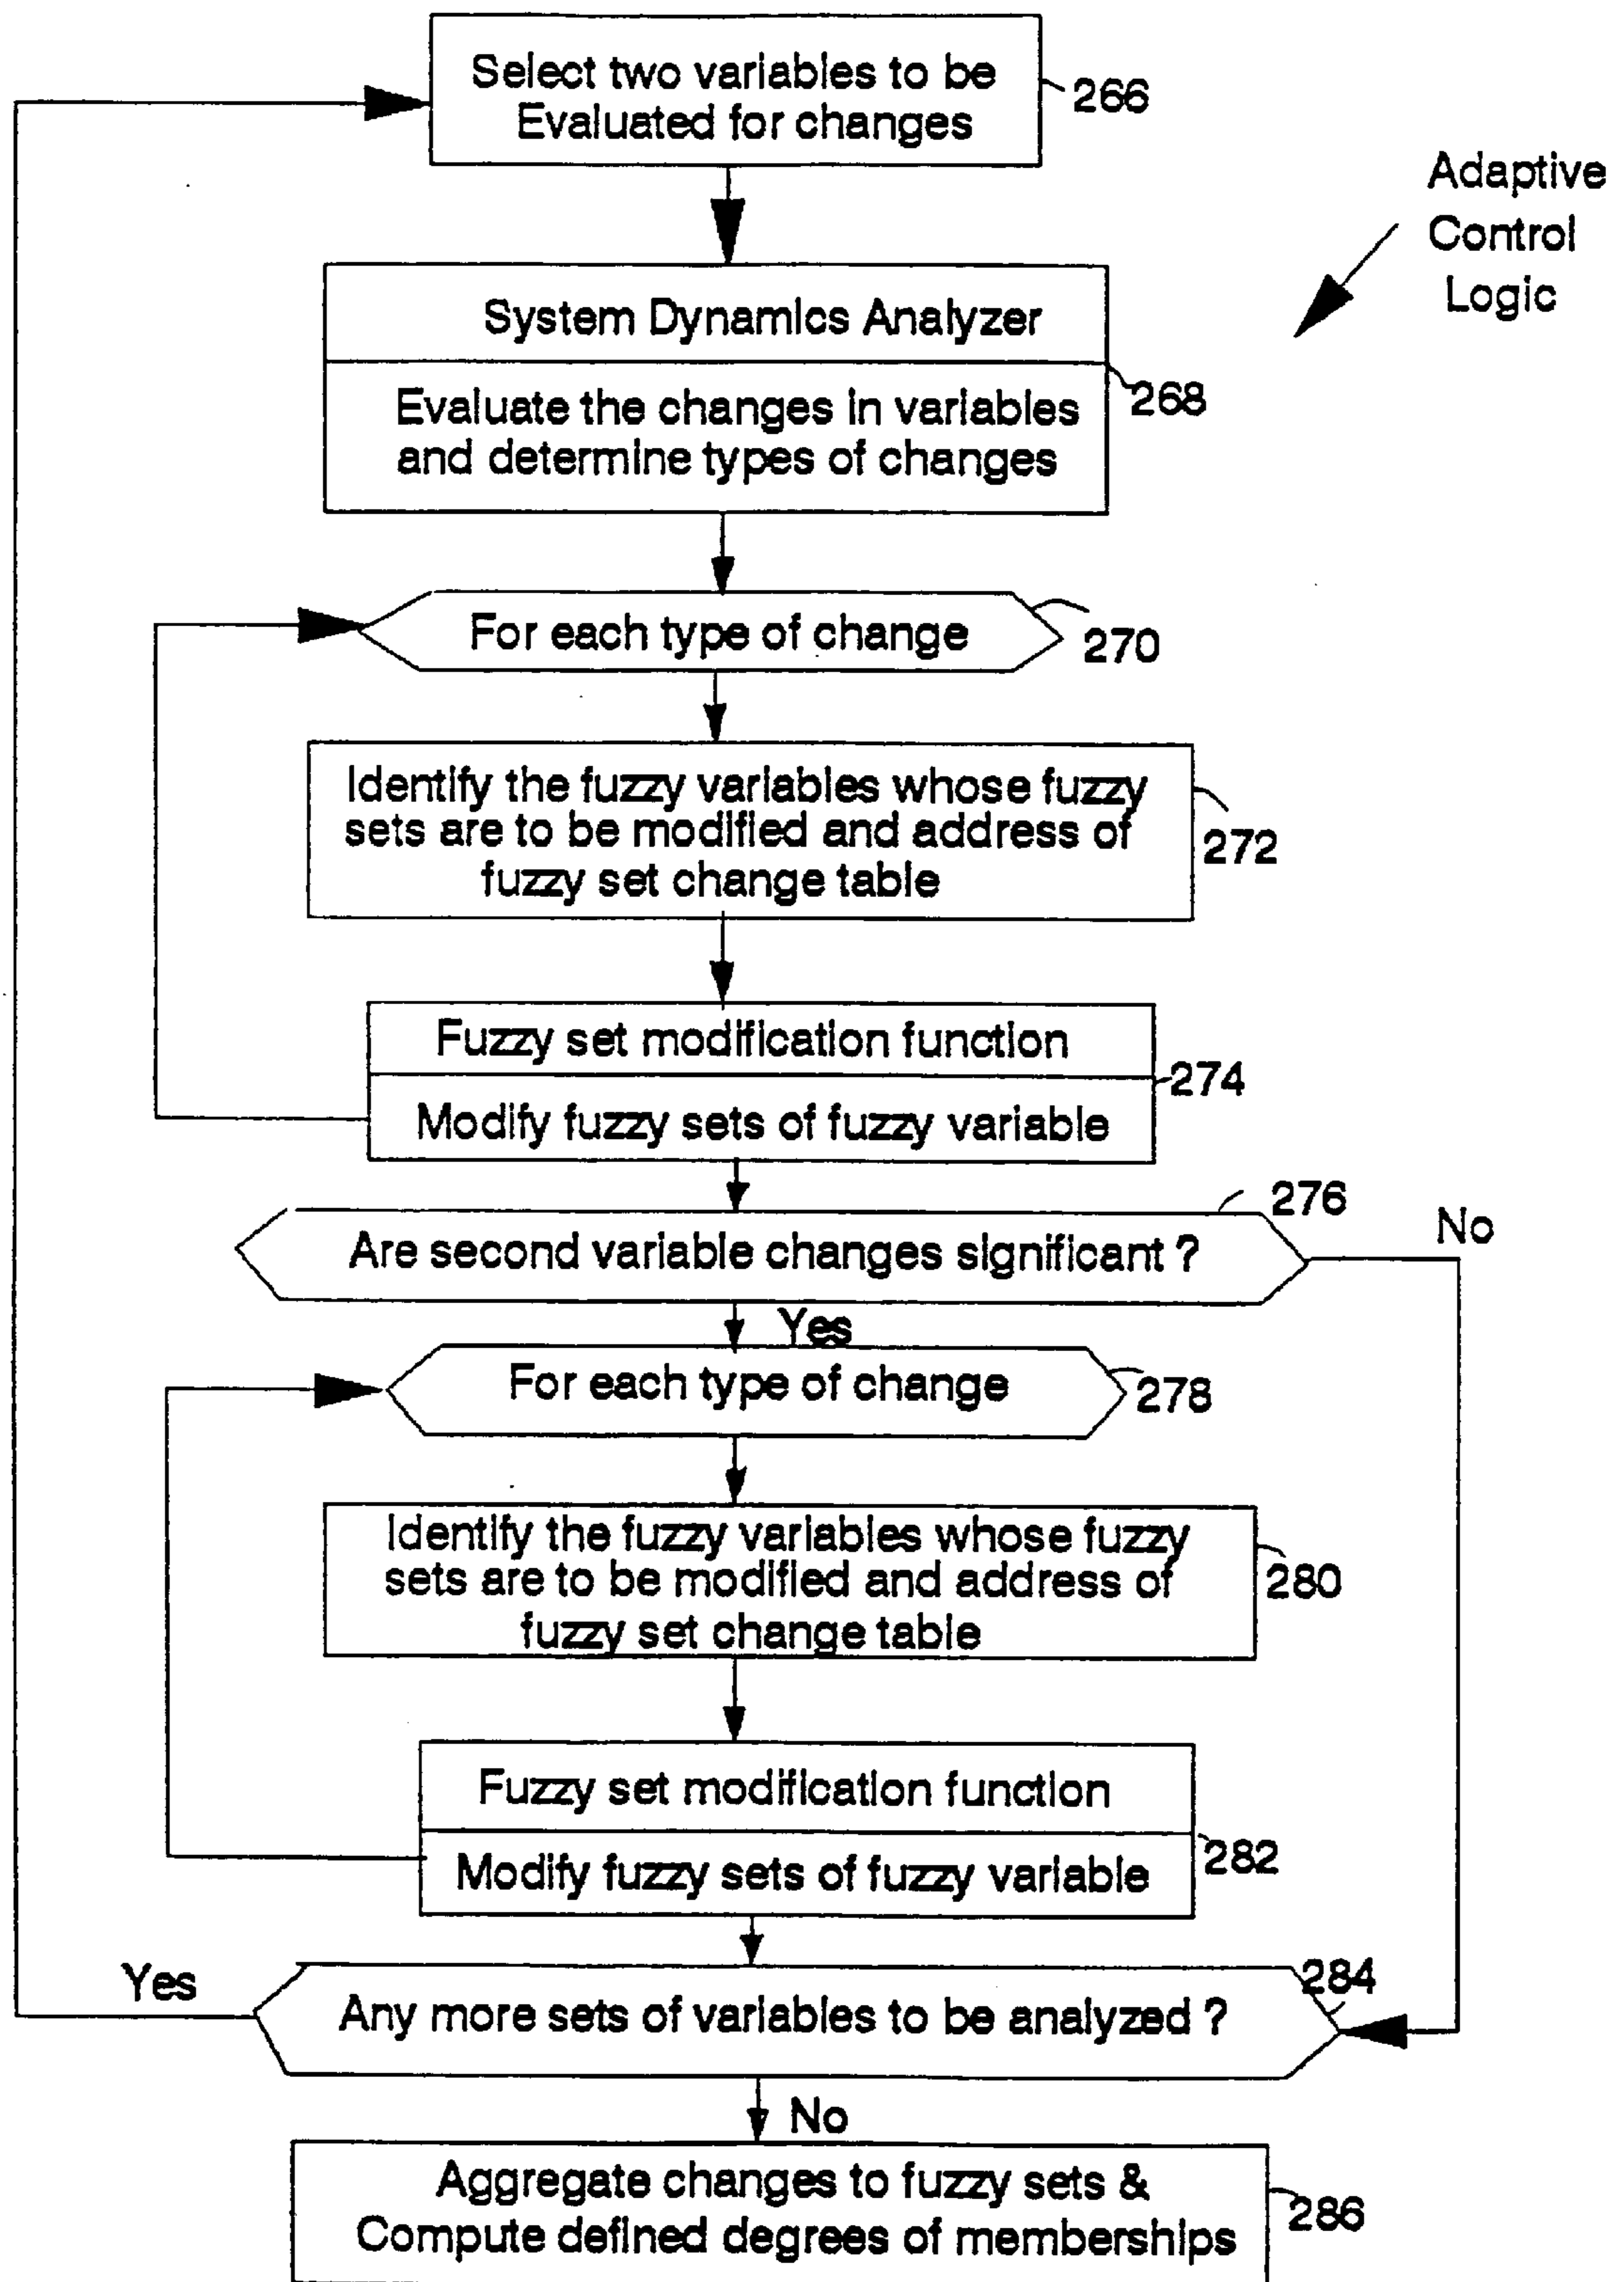 Select two variables to be
Evaluated for changes
266
Adaptive
Control
Logic
System Dynamics Analyzer
268
Evaluate the changes in variables
and determine types of changes
For each type of change
270
Identify the fuzzy variables whose fuzzy
sets are to be modified and address of
fuzzy set change table
272
Fuzzy set modification function
274
Modify fuzzy sets of fuzzy variable
276
No
Are second variable changes significant ?
Yes
For each type of change
278
Identify the fuzzy variables whose fuzzy
sets are to be modified and address of
fuzzy set change table
280
Fuzzy set modification function
282
Modify fuzzy sets of fuzzy variable
Yes
284
Any more sets of variables to be analyzed ?
No
Aggregate changes to fuzzy sets &
Compute defined degrees of memberships
286